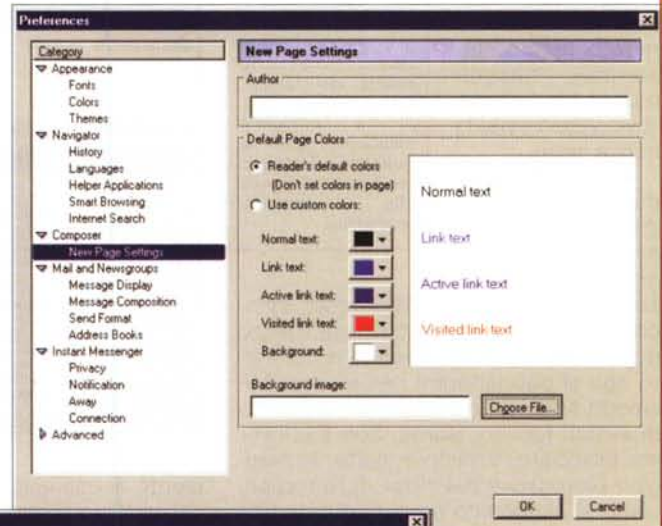 Preferences
Category
Appearance
Fonts
Colors
Themes
Navigator
History
Languages
Helper Applications
Smart Browsing
Internet Search
Composer
New Page Settings
Mail and Newsgroups
Message Display
Message Composition
Send Format
Address Books
Instant Messenger
Privacy
Notification
Away
Connection
Advanced
New Page Settings
Author
Default Page Colors
Reader's default colors
(Don't set colors in page)
Use custom colors:
Normal text:
Link text:
Active link text:
Visited link text:
Background:
Normal text
Link text
Active link text
Visited link text
Background image:
Choose File...
OK
Cancel